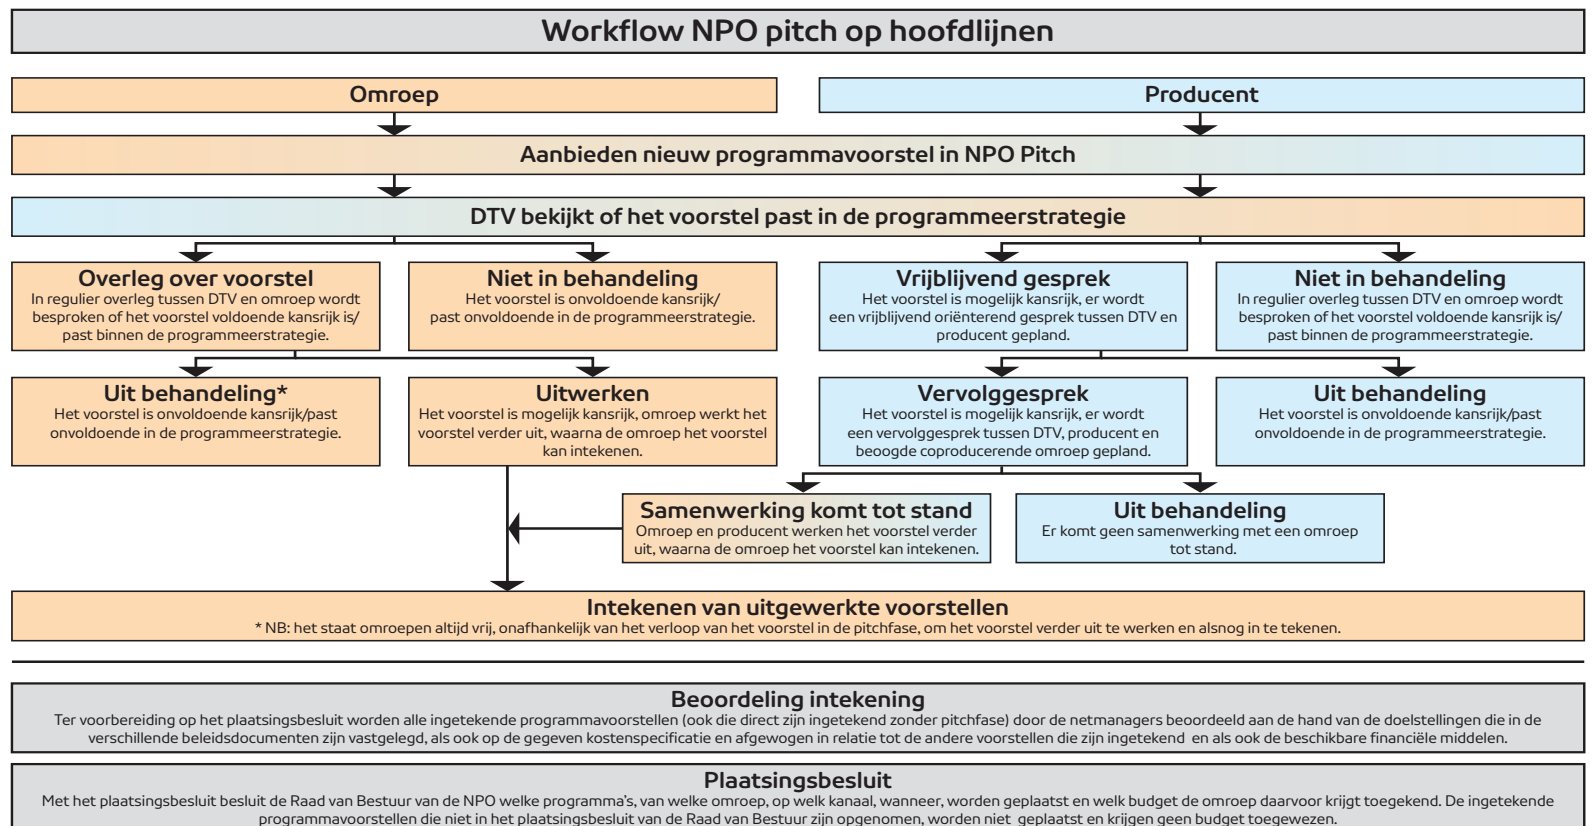 Workflow NPO pitch op hoofdlijnen
Omroep
Producent
Aanbieden nieuw programmavoorstel in NPO Pitch
DTV bekijkt of het voorstel past in de programmeerstrategie
Overleg over voorstel
In regulier overleg tussen DTV en omroep wordt
besproken of het voorstel voldoende kansrijk is/
past binnen de programmeerstrategie.
Niet in behandeling
Het voorstel is onvoldoende kansrijk/
past onvoldoende in de programmeerstrategie.
Vrijblijvend gesprek
Het voorstel is mogelijk kansrijk, er wordt
een vrijblijvend oriënterend gesprek tussen DTV en
producent gepland.
Niet in behandeling
In regulier overleg tussen DTV en omroep wordt
besproken of het voorstel voldoende kansrijk is/
past binnen de programmeerstrategie.
Uit behandeling*
Het voorstel is onvoldoende kansrijk/past
onvoldoende in de programmeerstrategie.
Uitwerken
Het voorstel is mogelijk kansrijk, omroep werkt het
voorstel verder uit, waarna de omroep het voorstel
kan intekenen.
Vervolggesprek
Het voorstel is mogelijk kansrijk, er wordt
een vervolggesprek tussen DTV, producent en
beoogde coproducerende omroep gepland.
Uit behandeling
Het voorstel is onvoldoende kansrijk/past
onvoldoende in de programmeerstrategie.
Samenwerking komt tot stand
Omroep en producent werken het voorstel verder
uit, waarna de omroep het voorstel kan intekenen.
Uit behandeling
Er komt geen samenwerking met een omroep
tot stand.
Intekenen van uitgewerkte voorstellen
* NB: het staat omroepen altijd vrij, onafhankelijk van het verloop van het voorstel in de pitchfase, om het voorstel verder uit te werken en alsnog in te tekenen.
Beoordeling intekening
Ter voorbereiding op het plaatsingsbesluit worden alle ingetekende programmavoorstellen (ook die direct zijn ingetekend zonder pitchfase) door de netmanagers beoordeeld aan de hand van de doelstellingen die in de
verschillende beleidsdocumenten zijn vastgelegd, als ook op de gegeven kostenspecificatie en afgewogen in relatie tot de andere voorstellen die zijn ingetekend en als ook de beschikbare financiële middelen.
Plaatsingsbesluit
Met het plaatsingsbesluit besluit de Raad van Bestuur van de NPO welke programma's, van welke omroep, op welk kanaal, wanneer, worden geplaatst en welk budget de omroep daarvoor krijgt toegekend. De ingetekende
programmavoorstellen die niet in het plaatsingsbesluit van de Raad van Bestuur zijn opgenomen, worden niet geplaatst en krijgen geen budget toegewezen.